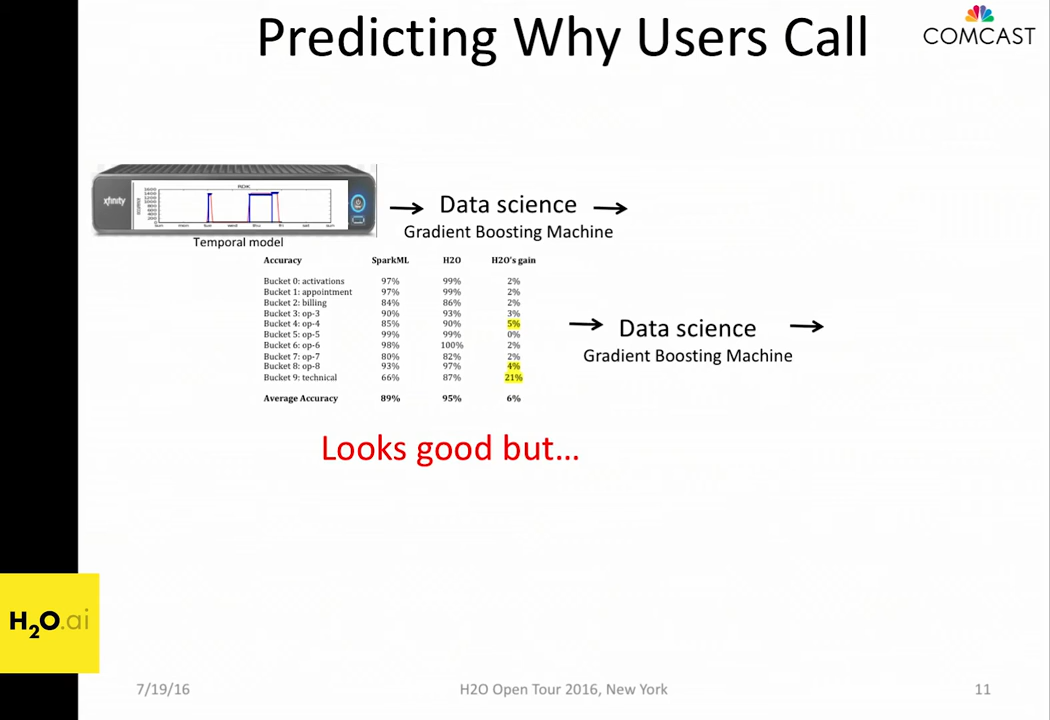 Predicting Why Users Call
COMCAST
xfinity
RDK
Temporal model
Data science
Gradient Boosting Machine
Accuracy SparkML H2O H2O's gain
Bucket 0: activations 97% 99% 2%
Bucket 1: appointment 97% 99% 2%
Bucket 2: billing 84% 86% 2%
Bucket 3: op-3 90% 93% 3%
Bucket 4: op-4 85% 90% 5%
Bucket 5: op-5 99% 99% 0%
Bucket 6: op-6 98% 100% 2%
Bucket 7: op-7 80% 82% 2%
Bucket 8: op-8 93% 97% 4%
Bucket 9: technical 66% 87% 21%
Average Accuracy 89% 95% 6%
Data science
Gradient Boosting Machine
Looks good but...
H2O.ai
7/19/16 H2O Open Tour 2016, New York 11